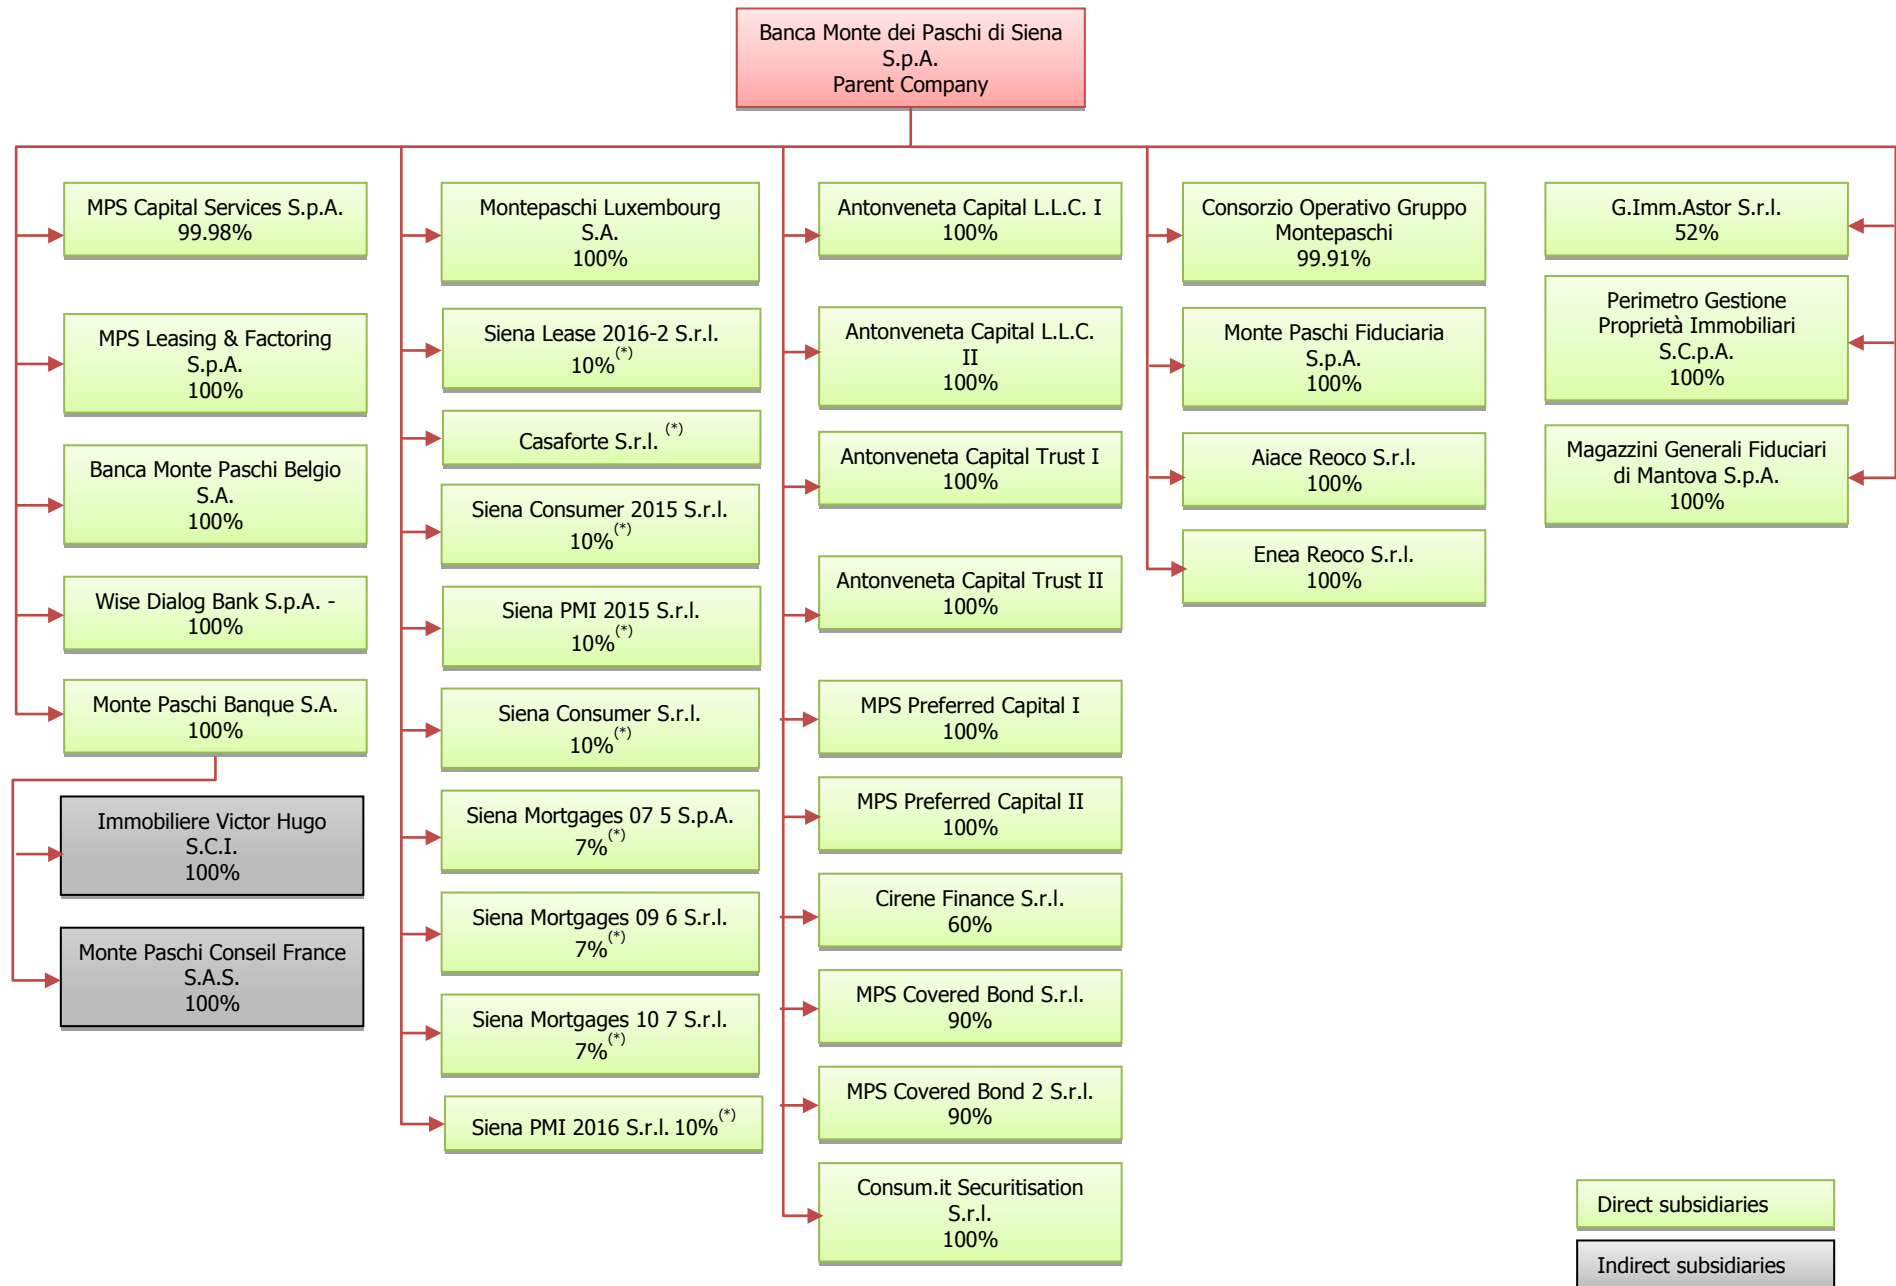 Banca Monte dei Paschi di Siena
S.p.A.
Parent Company
MPS Capital Services S.p.A.
99.98%
MPS Leasing & Factoring
S.p.A.
100%
Banca Monte Paschi Belgio
S.A.
100%
Wise Dialog Bank S.p.A. -
100%
Monte Paschi Banque S.A.
100%
Immobiliere Victor Hugo
S.C.I.
100%
Monte Paschi Conseil France
S.A.S.
100%
Montepaschi Luxembourg
S.A.
100%
Siena Lease 2016-2 S.r.l.
10%(*)
Casaforte S.r.l. (*)
Siena Consumer 2015 S.r.l.
10%(*)
Siena PMI 2015 S.r.l.
10%(*)
Siena Consumer S.r.l.
10%(*)
Siena Mortgages 07 5 S.p.A.
7%(*)
Siena Mortgages 09 6 S.r.l.
7%(*)
Siena Mortgages 10 7 S.r.l.
7%(*)
Siena PMI 2016 S.r.l. 10%(*)
Antonveneta Capital L.L.C. I
100%
Antonveneta Capital L.L.C.
II
100%
Antonveneta Capital Trust I
100%
Antonveneta Capital Trust II
100%
MPS Preferred Capital I
100%
MPS Preferred Capital II
100%
Cirene Finance S.r.l.
60%
MPS Covered Bond S.r.l.
90%
MPS Covered Bond 2 S.r.l.
90%
Consum.it Securitisation
S.r.l.
100%
Consorzio Operativo Gruppo
Montepaschi
99.91%
Monte Paschi Fiduciaria
S.p.A.
100%
Aiace Reoco S.r.l.
100%
Enea Reoco S.r.l.
100%
G.Imm.Astor S.r.l.
52%
Perimetro Gestione
Proprietà Immobiliari
S.C.p.A.
100%
Magazzini Generali Fiduciari
di Mantova S.p.A.
100%
Direct subsidiaries
Indirect subsidiaries